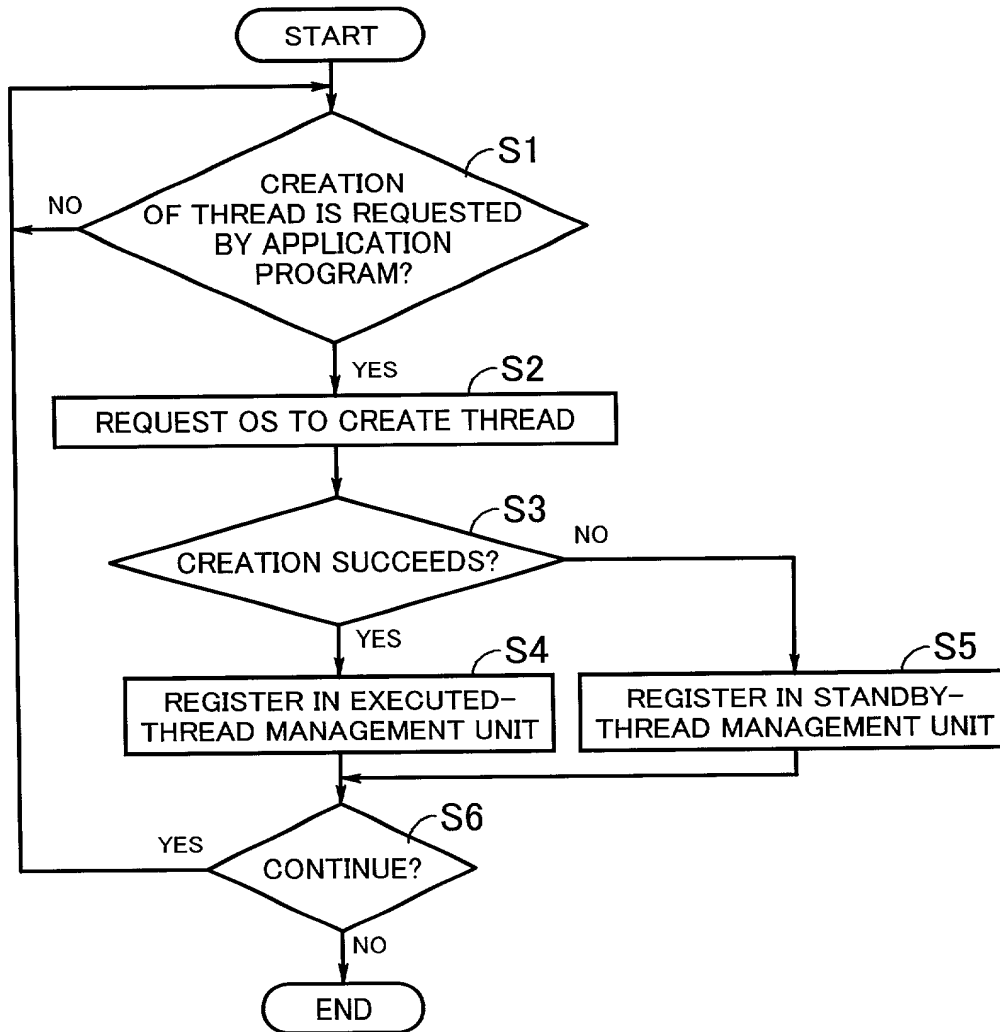 START
S1
CREATION
OF THREAD IS REQUESTED
BY APPLICATION
PROGRAM?
NO
YES
S2
REQUEST OS TO CREATE THREAD
S3
CREATION SUCCEEDS?
NO
YES
S4
REGISTER IN EXECUTED-
THREAD MANAGEMENT UNIT
S5
REGISTER IN STANDBY-
THREAD MANAGEMENT UNIT
S6
CONTINUE?
YES
NO
END